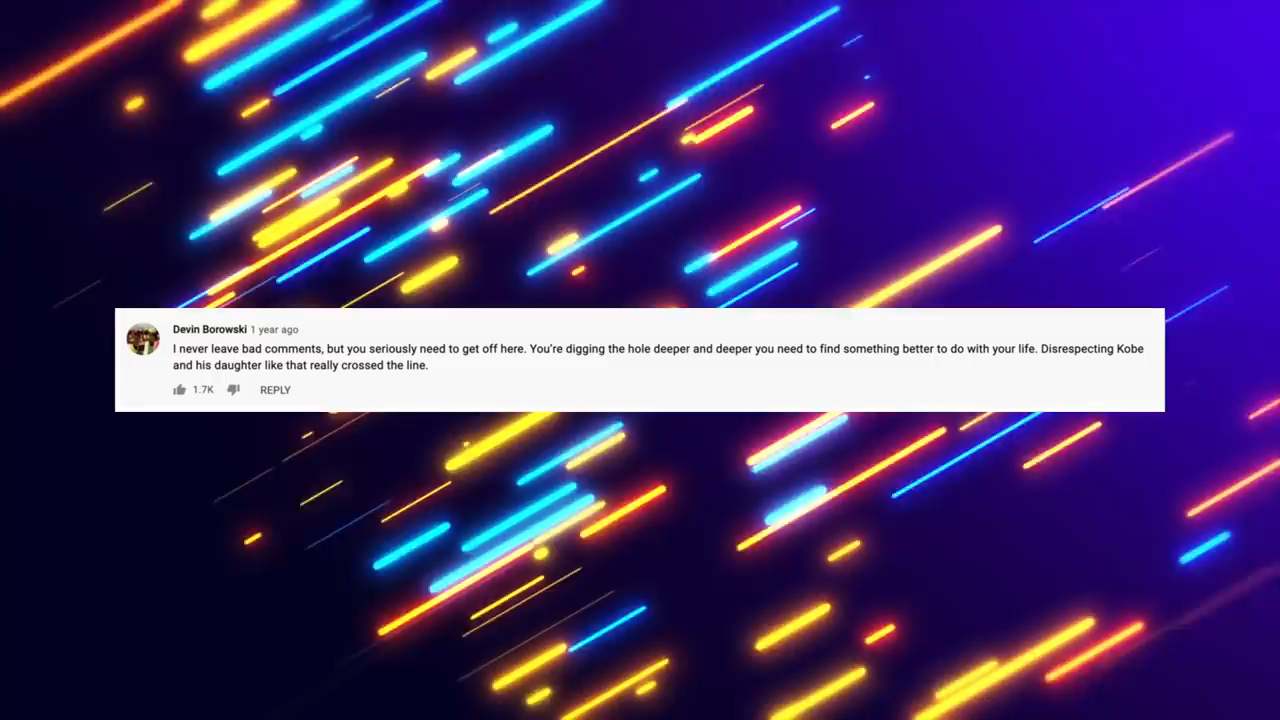 Devin Borowski 1 year ago
I never leave bad comments, but you seriously need to get off here. You're digging the hole deeper and deeper you need to find something better to do with your life. Disrespecting Kobe
and his daughter like that really crossed the line.
1.7K REPLY